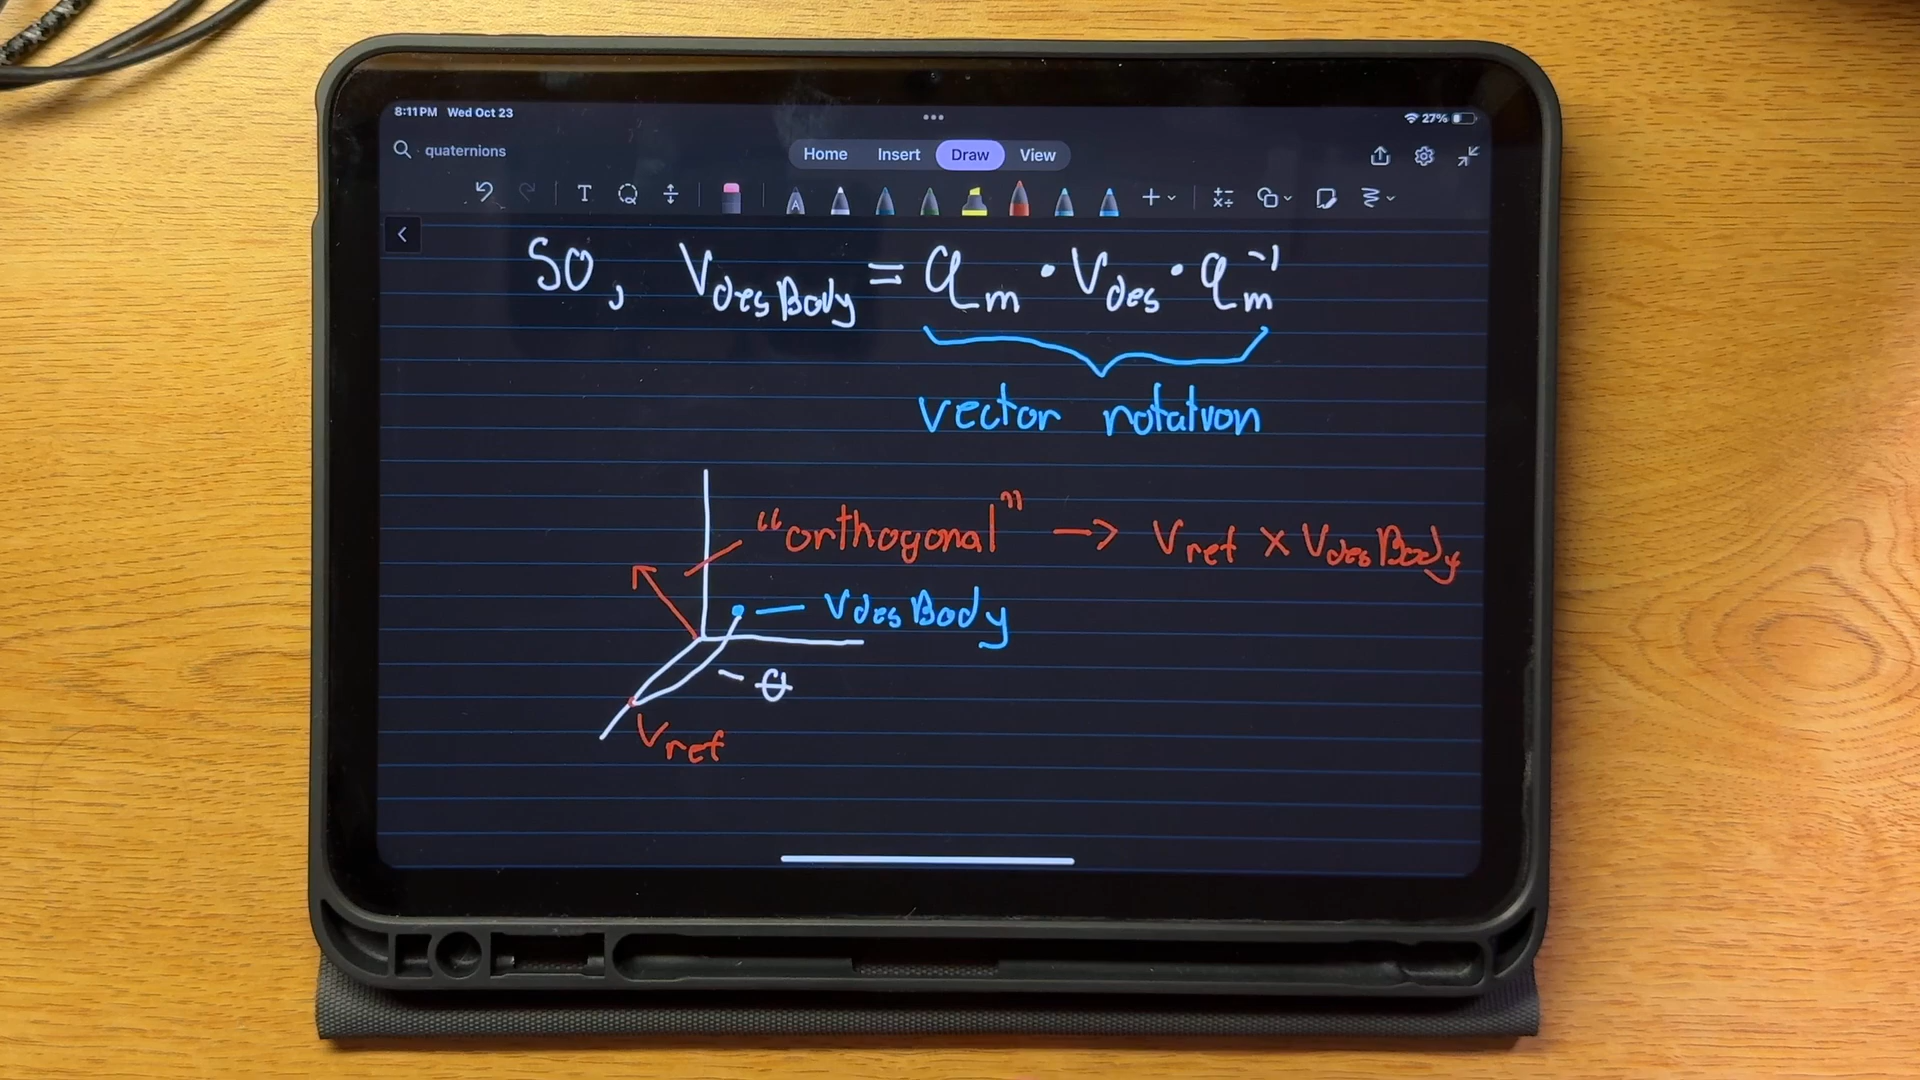 8:11 PM Wed Oct 23
27%
quaternions
Home Insert Draw View
T
A
SO, VdesBody = qm · Vdes · qm⁻¹
vector rotation
"orthogonal" → Vref × VdesBody
VdesBody
θ
Vref